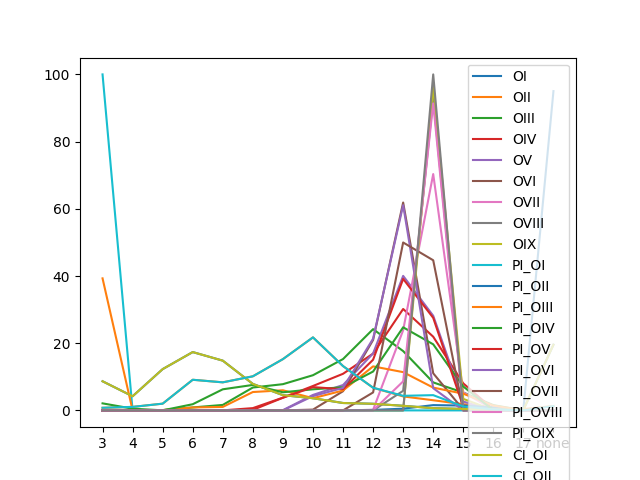 100
80
60
40
20
0
3 4 5 6 7 8 9 10 11 12 13 14 15 16 17 none
OI
OII
OIII
OIV
OV
OVI
OVII
OVIII
OIX
PI_OI
PI_OII
PI_OIII
PI_OIV
PI_OV
PI_OVI
PI_OVII
PI_OVIII
PI_OIX
CI_OI
CI_OII